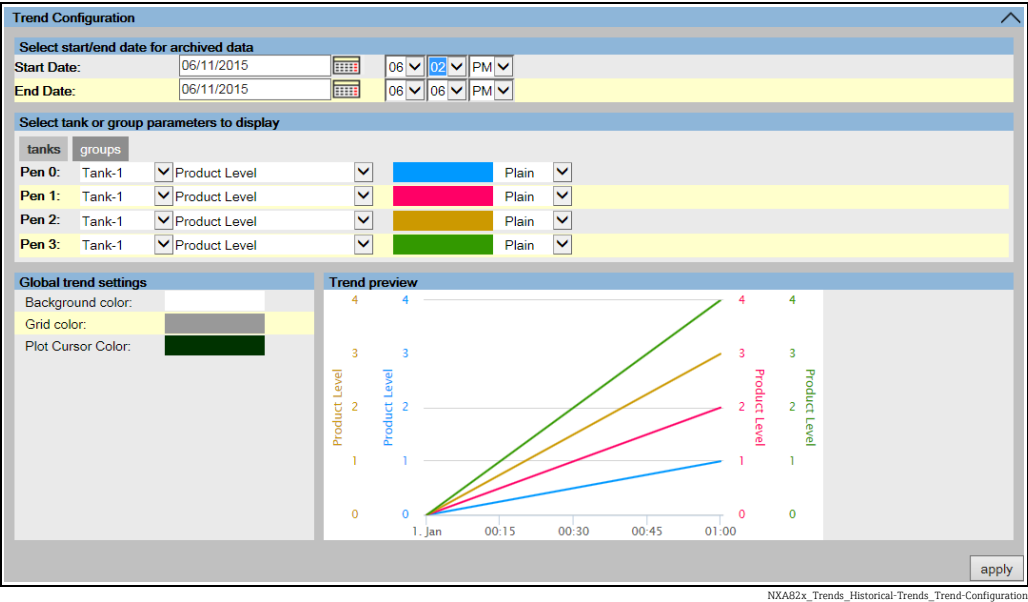 Trend Configuration
Select start/end date for archived data
Start Date: 06/11/2015 06 02 PM
End Date: 06/11/2015 06 06 PM
Select tank or group parameters to display
tanks groups
Pen 0: Tank-1 Product Level Plain
Pen 1: Tank-1 Product Level Plain
Pen 2: Tank-1 Product Level Plain
Pen 3: Tank-1 Product Level Plain
Global trend settings
Background color:
Grid color:
Plot Cursor Color:
Trend preview
4 4 4 4
3 3 3 3
2 2 2 2
1 1 1 1
0 0 0 0
Product Level
Product Level
Product Level
Product Level
1. Jan 00:15 00:30 00:45 01:00
apply
NXA82x_Trends_Historical-Trends_Trend-Configuration